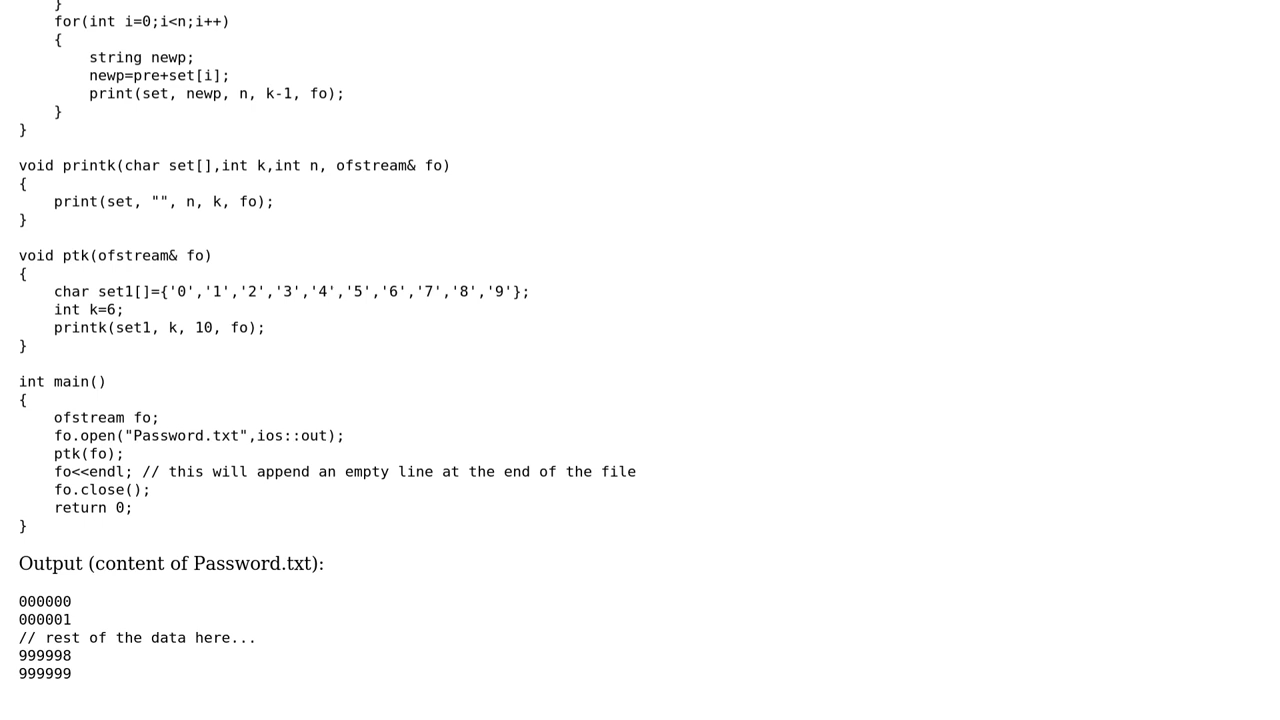 }
    for(int i=0;i<n;i++)
    {
        string newp;
        newp=pre+set[i];
        print(set, newp, n, k-1, fo);
    }
}
void printk(char set[],int k,int n, ofstream& fo)
{
    print(set, "", n, k, fo);
}
void ptk(ofstream& fo)
{
    char set1[]={'0','1','2','3','4','5','6','7','8','9'};
    int k=6;
    printk(set1, k, 10, fo);
}
int main()
{
    ofstream fo;
    fo.open("Password.txt",ios::out);
    ptk(fo);
    fo<<endl; // this will append an empty line at the end of the file
    fo.close();
    return 0;
}
Output (content of Password.txt):
000000
000001
// rest of the data here...
999998
999999